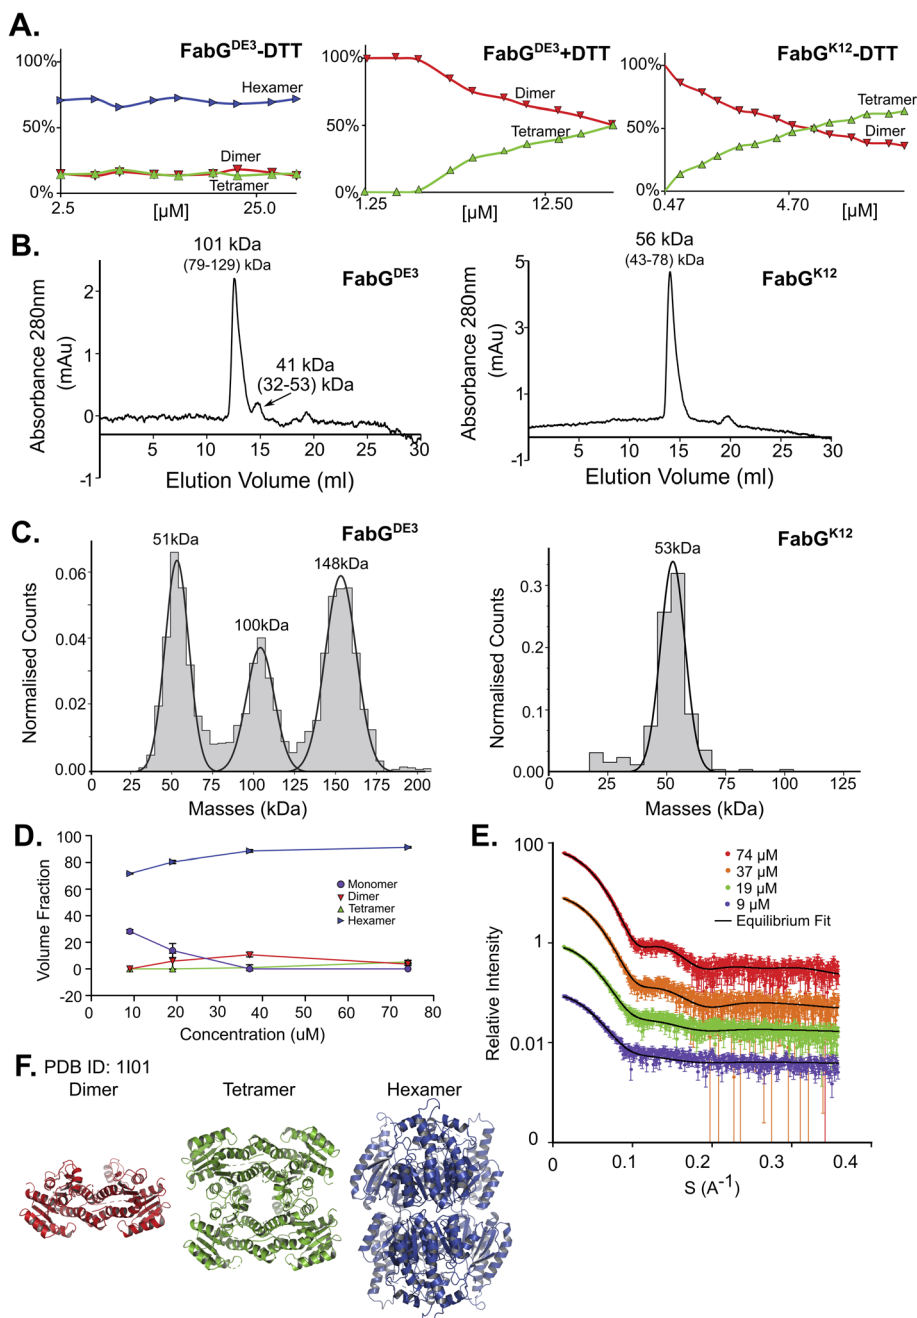 A.
FabG^DE3-DTT
100%
50%
0%
Hexamer
Dimer
Tetramer
2.5
[µM]
25.0
FabG^DE3+DTT
100%
50%
0%
Dimer
Tetramer
1.25
[µM]
12.50
FabG^K12-DTT
100%
50%
0%
Tetramer
Dimer
0.47
4.70
[µM]
B.
101 kDa
(79-129) kDa
FabG^DE3
41 kDa
(32-53) kDa
Absorbance 280nm
(mAu)
2
1
0
-1
5
10
15
20
25
30
Elution Volume (ml)
56 kDa
(43-78) kDa
FabG^K12
Absorbance 280nm
(mAu)
5
3
1
-1
5
10
15
20
25
30
Elution Volume (ml)
C.
FabG^DE3
51kDa
100kDa
148kDa
Normalised Counts
0.06
0.04
0.02
0.00
0
25
50
75
100
125
150
175
200
Masses (kDa)
FabG^K12
53kDa
Normalised Counts
0.3
0.2
0.1
0.00
0
25
50
75
100
125
Masses (kDa)
D.
Volume Fraction
100
80
60
40
20
0
-20
Monomer
Dimer
Tetramer
Hexamer
0
10
20
30
40
50
60
70
80
Concentration (uM)
E.
Relative Intensity
100
1
0.01
0
74 µM
37 µM
19 µM
9 µM
Equilibrium Fit
0
0.1
0.2
0.3
0.4
S (A^-1)
F. PDB ID: 1I01
Dimer
Tetramer
Hexamer